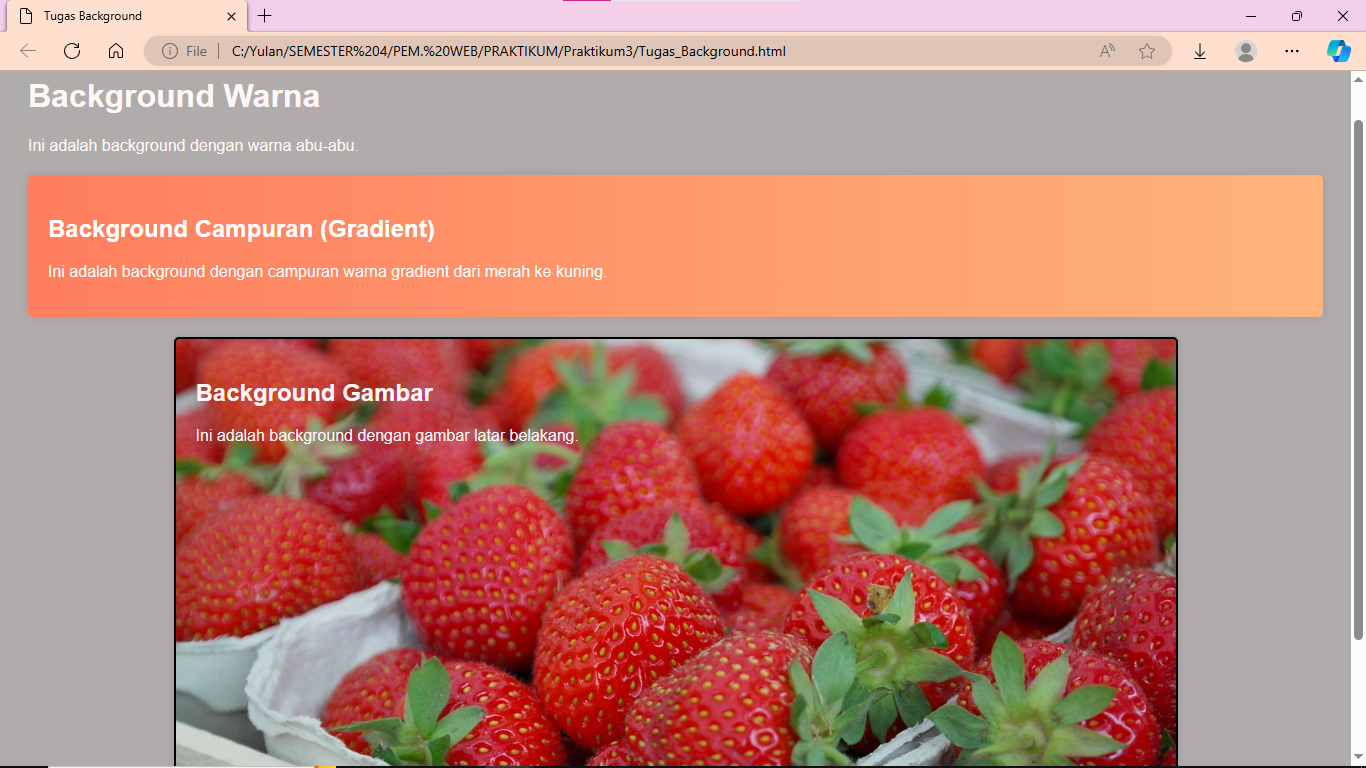 Tugas Background
File
C:/Yulan/SEMESTER%204/PEM.%20WEB/PRAKTIKUM/Praktikum3/Tugas_Background.html
Background Warna
Ini adalah background dengan warna abu-abu.
Background Campuran (Gradient)
Ini adalah background dengan campuran warna gradient dari merah ke kuning.
Background Gambar
Ini adalah background dengan gambar latar belakang.